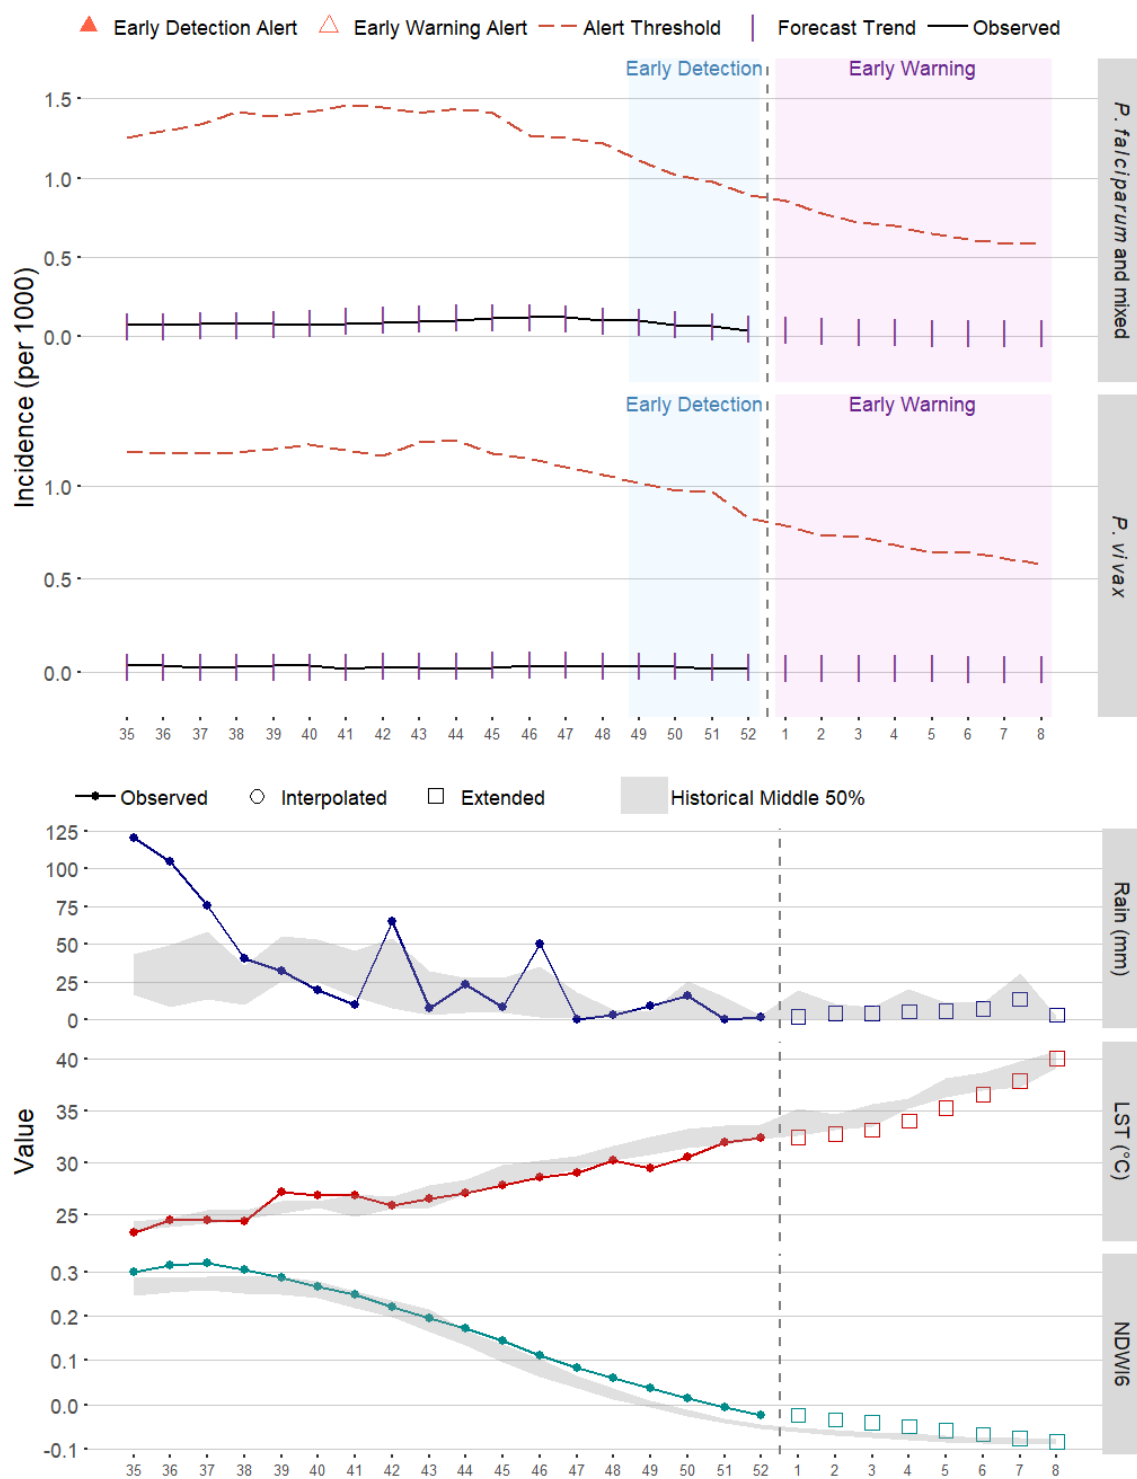 Early Detection Alert Early Warning Alert Alert Threshold Forecast Trend Observed
Early Detection Early Warning
1.5
1.0
0.5
0.0
P. falciparum and mixed
Incidence (per 1000)
Early Detection Early Warning
1.0
0.5
0.0
P. vivax
35 36 37 38 39 40 41 42 43 44 45 46 47 48 49 50 51 52 1 2 3 4 5 6 7 8
Observed Interpolated Extended Historical Middle 50%
125
100
75
50
25
0
Rain (mm)
Value
40
35
30
25
LST (°C)
0.3
0.2
0.1
0.0
-0.1
NDWI6
35 36 37 38 39 40 41 42 43 44 45 46 47 48 49 50 51 52 1 2 3 4 5 6 7 8